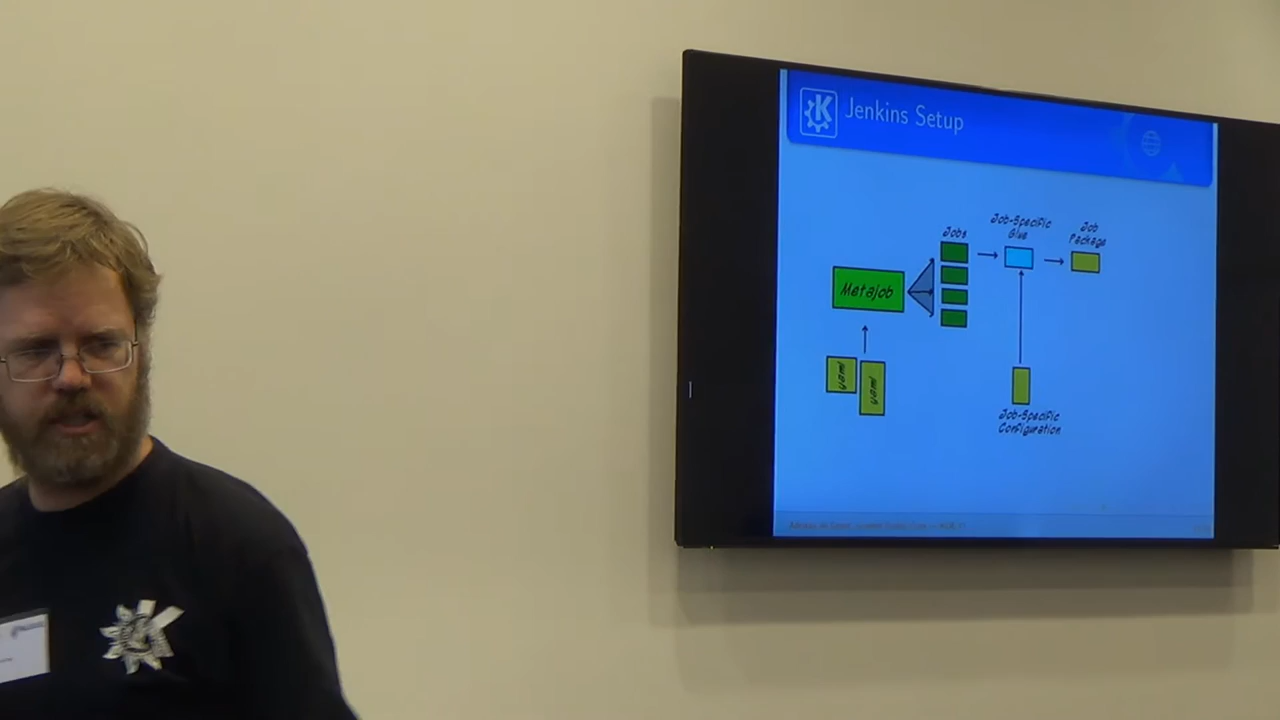 Jenkins Setup
Job-Specific
Glue
Job
Package
Jobs
Metajob
yaml
yaml
Job-Specific
Configuration